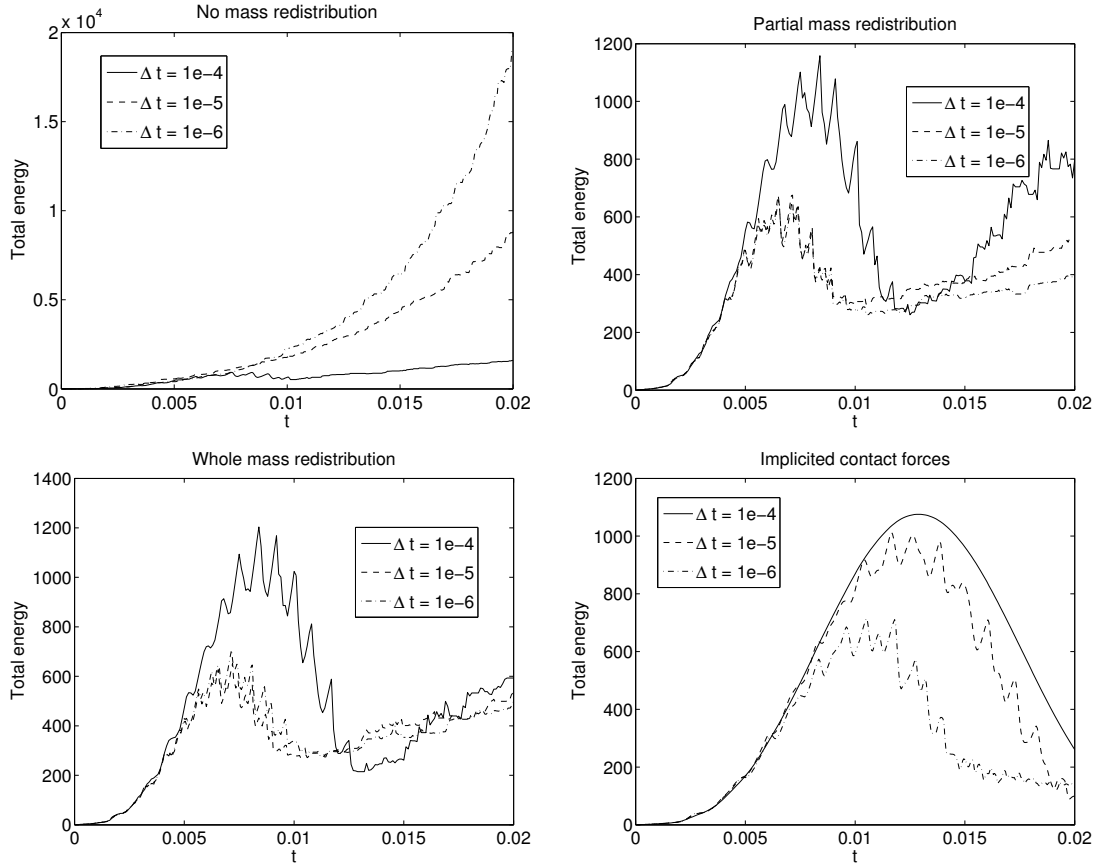 No mass redistribution
2 x 10^4
1.5
1
0.5
0
Total energy
Δ t = 1e−4
Δ t = 1e−5
Δ t = 1e−6
0 0.005 0.01 0.015 0.02
t
Partial mass redistribution
1200
1000
800
600
400
200
0
Total energy
Δ t = 1e−4
Δ t = 1e−5
Δ t = 1e−6
0 0.005 0.01 0.015 0.02
t
Whole mass redistribution
1400
1200
1000
800
600
400
200
0
Total energy
Δ t = 1e−4
Δ t = 1e−5
Δ t = 1e−6
0 0.005 0.01 0.015 0.02
t
Implicited contact forces
1200
1000
800
600
400
200
0
Total energy
Δ t = 1e−4
Δ t = 1e−5
Δ t = 1e−6
0 0.005 0.01 0.015 0.02
t